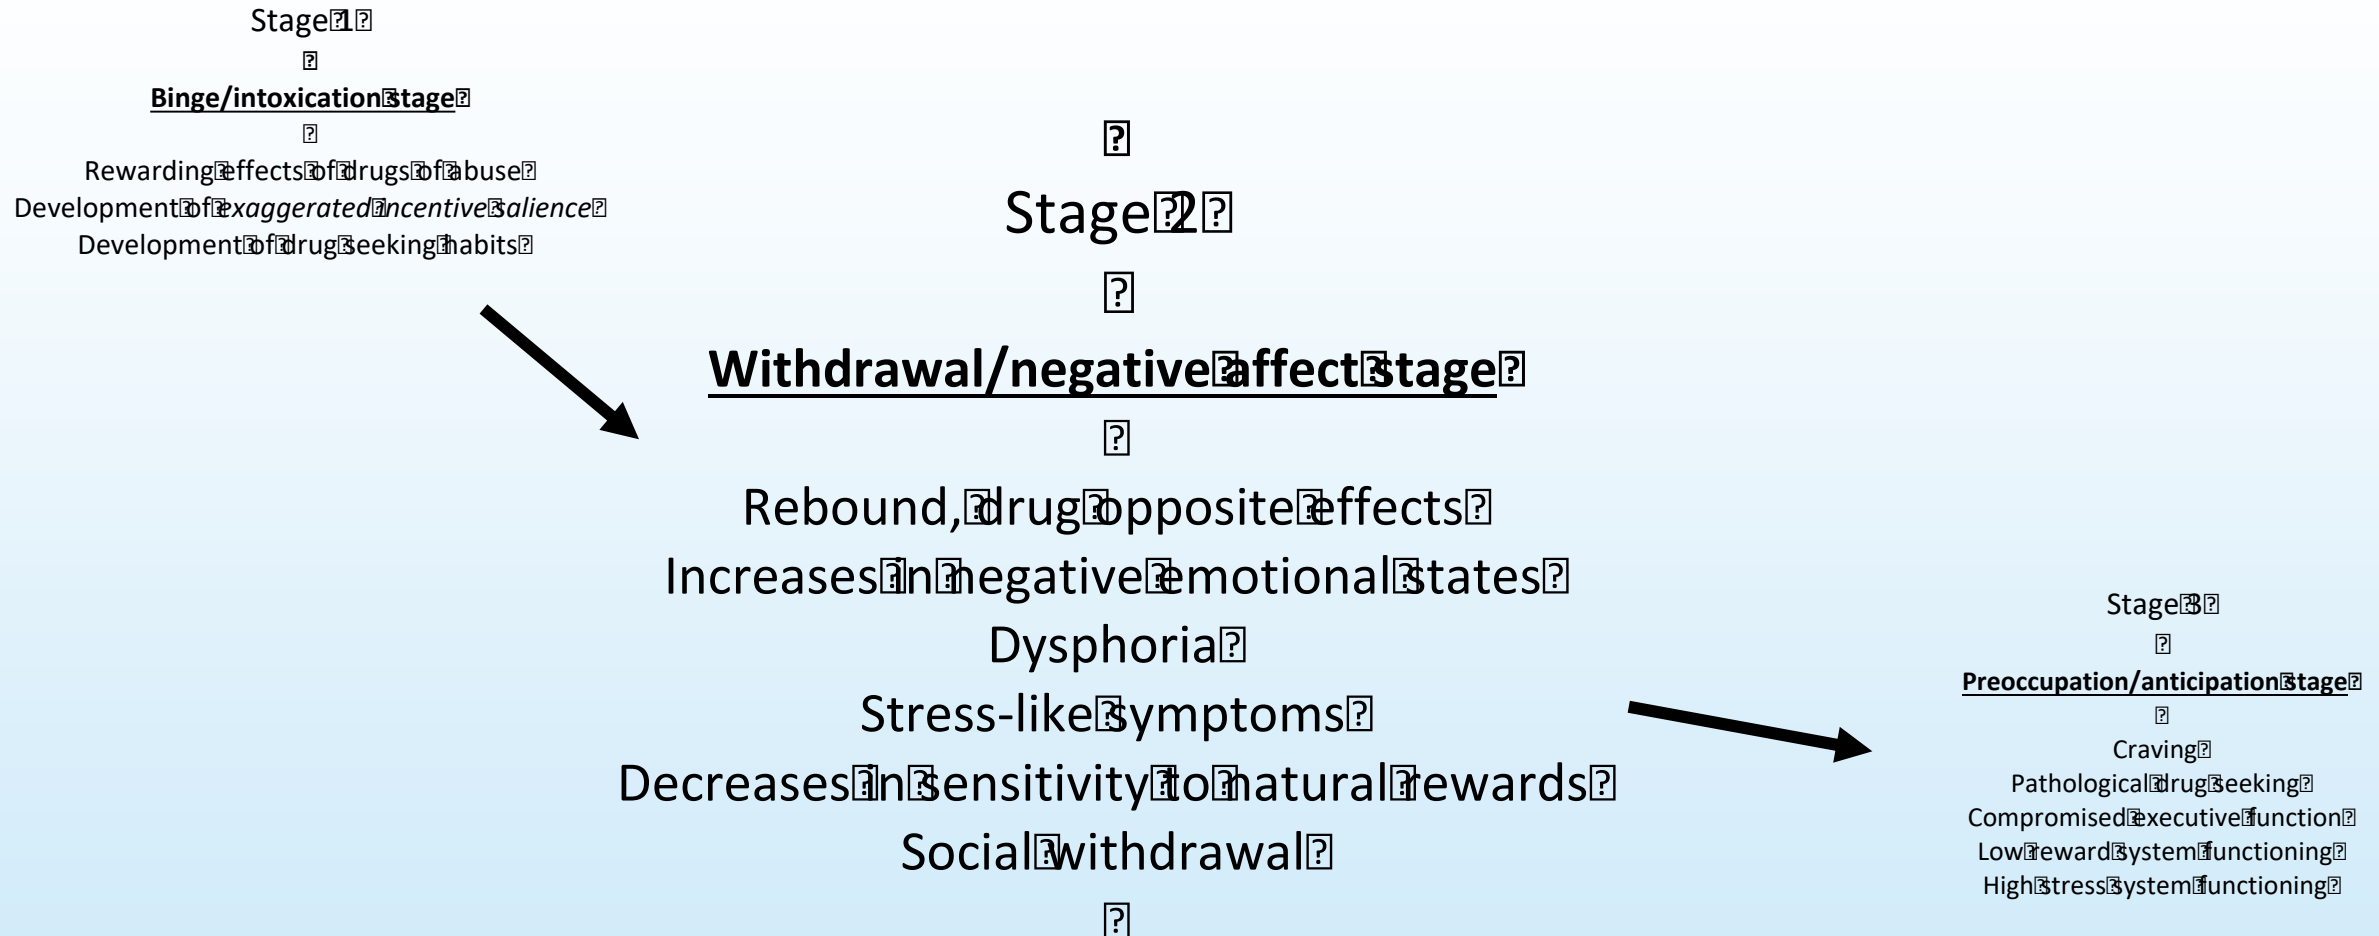 Stage 1
Binge/intoxication stage
Rewarding effects of drugs of abuse
Development of exaggerated incentive salience
Development of drug seeking habits
Stage 2
Withdrawal/negative affect stage
Rebound, drug opposite effects
Increases in negative emotional states
Dysphoria
Stress-like symptoms
Decreases in sensitivity to natural rewards
Social withdrawal
Stage 3
Preoccupation/anticipation stage
Craving
Pathological drug seeking
Compromised executive function
Low reward system functioning
High stress system functioning